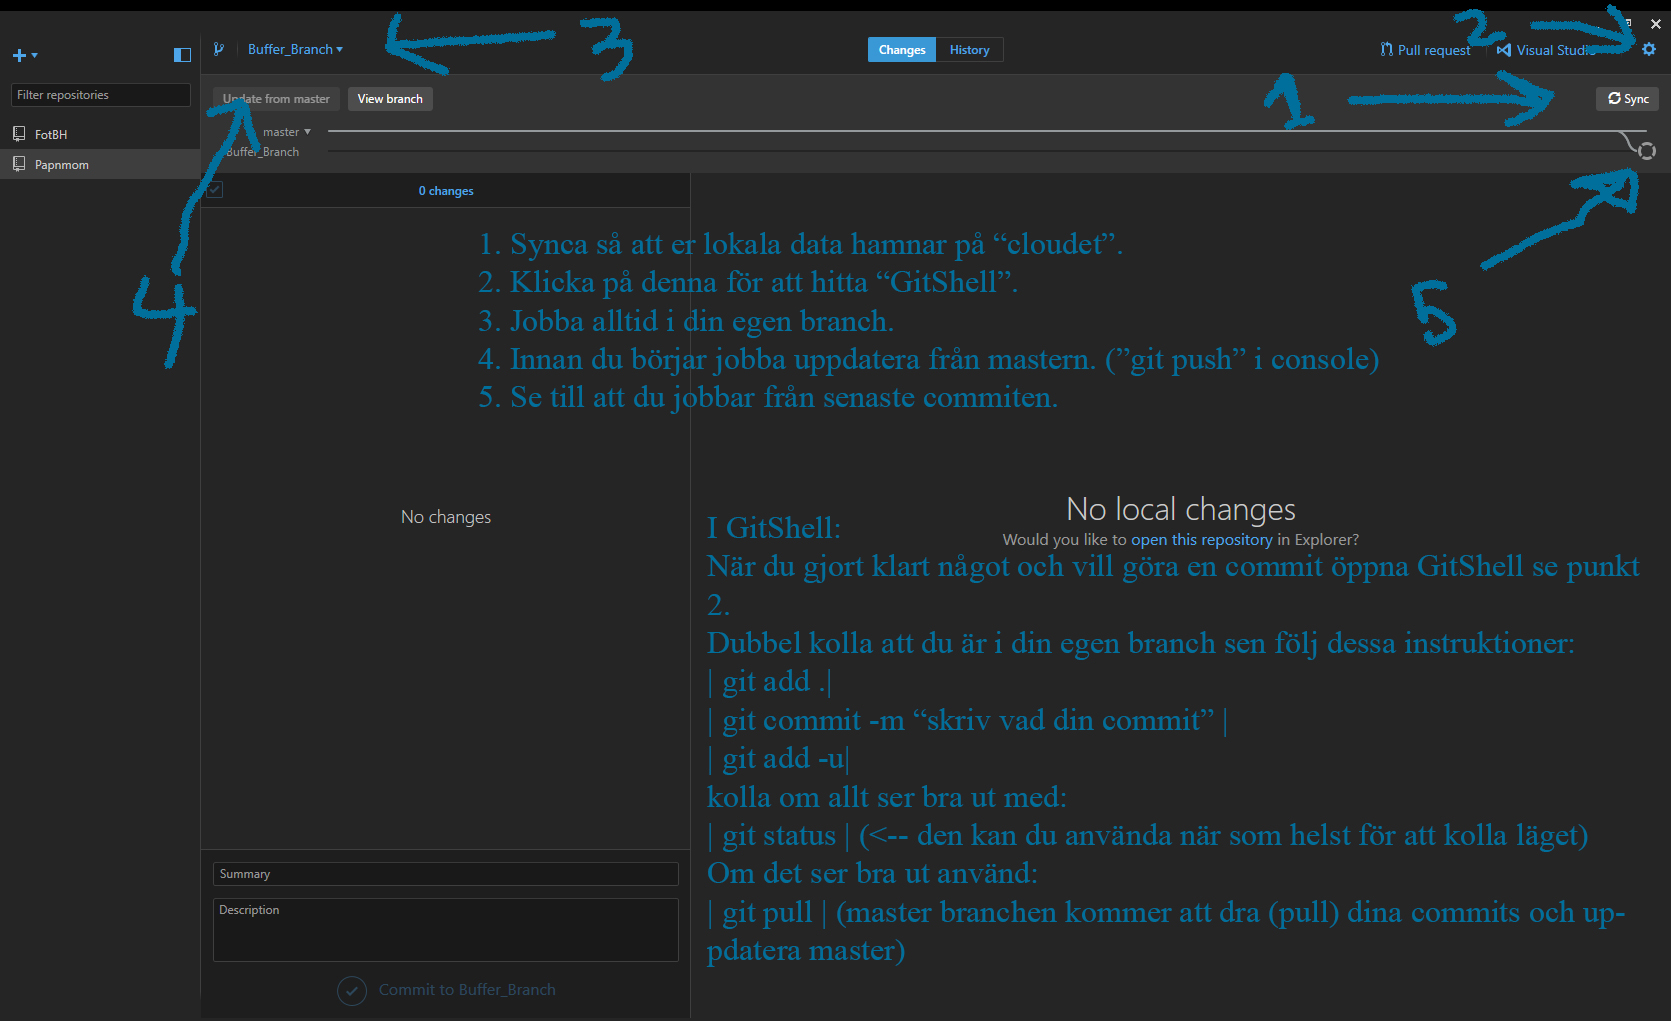 2
Buffer_Branch
3
Changes
History
Pull request
Visual Studio
Filter repositories
Update from master
View branch
1
Sync
FotBH
master
Papnmom
Buffer_Branch
0 changes
1. Synca så att er lokala data hamnar på “cloudet”.
2. Klicka på denna för att hitta “GitShell”.
4
5
3. Jobba alltid i din egen branch.
4. Innan du börjar jobba uppdatera från mastern. (”git push” i console)
5. Se till att du jobbar från senaste commiten.
No changes
No local changes
Would you like to open this repository in Explorer?
I GitShell:
När du gjort klart något och vill göra en commit öppna GitShell se punkt
2.
Dubbel kolla att du är i din egen branch sen följ dessa instruktioner:
| git add .|
| git commit -m “skriv vad din commit” |
| git add -u|
kolla om allt ser bra ut med:
| git status | (<-- den kan du använda när som helst för att kolla läget)
Om det ser bra ut använd:
| git pull | (master branchen kommer att dra (pull) dina commits och up-
pdatera master)
Summary
Description
Commit to Buffer_Branch